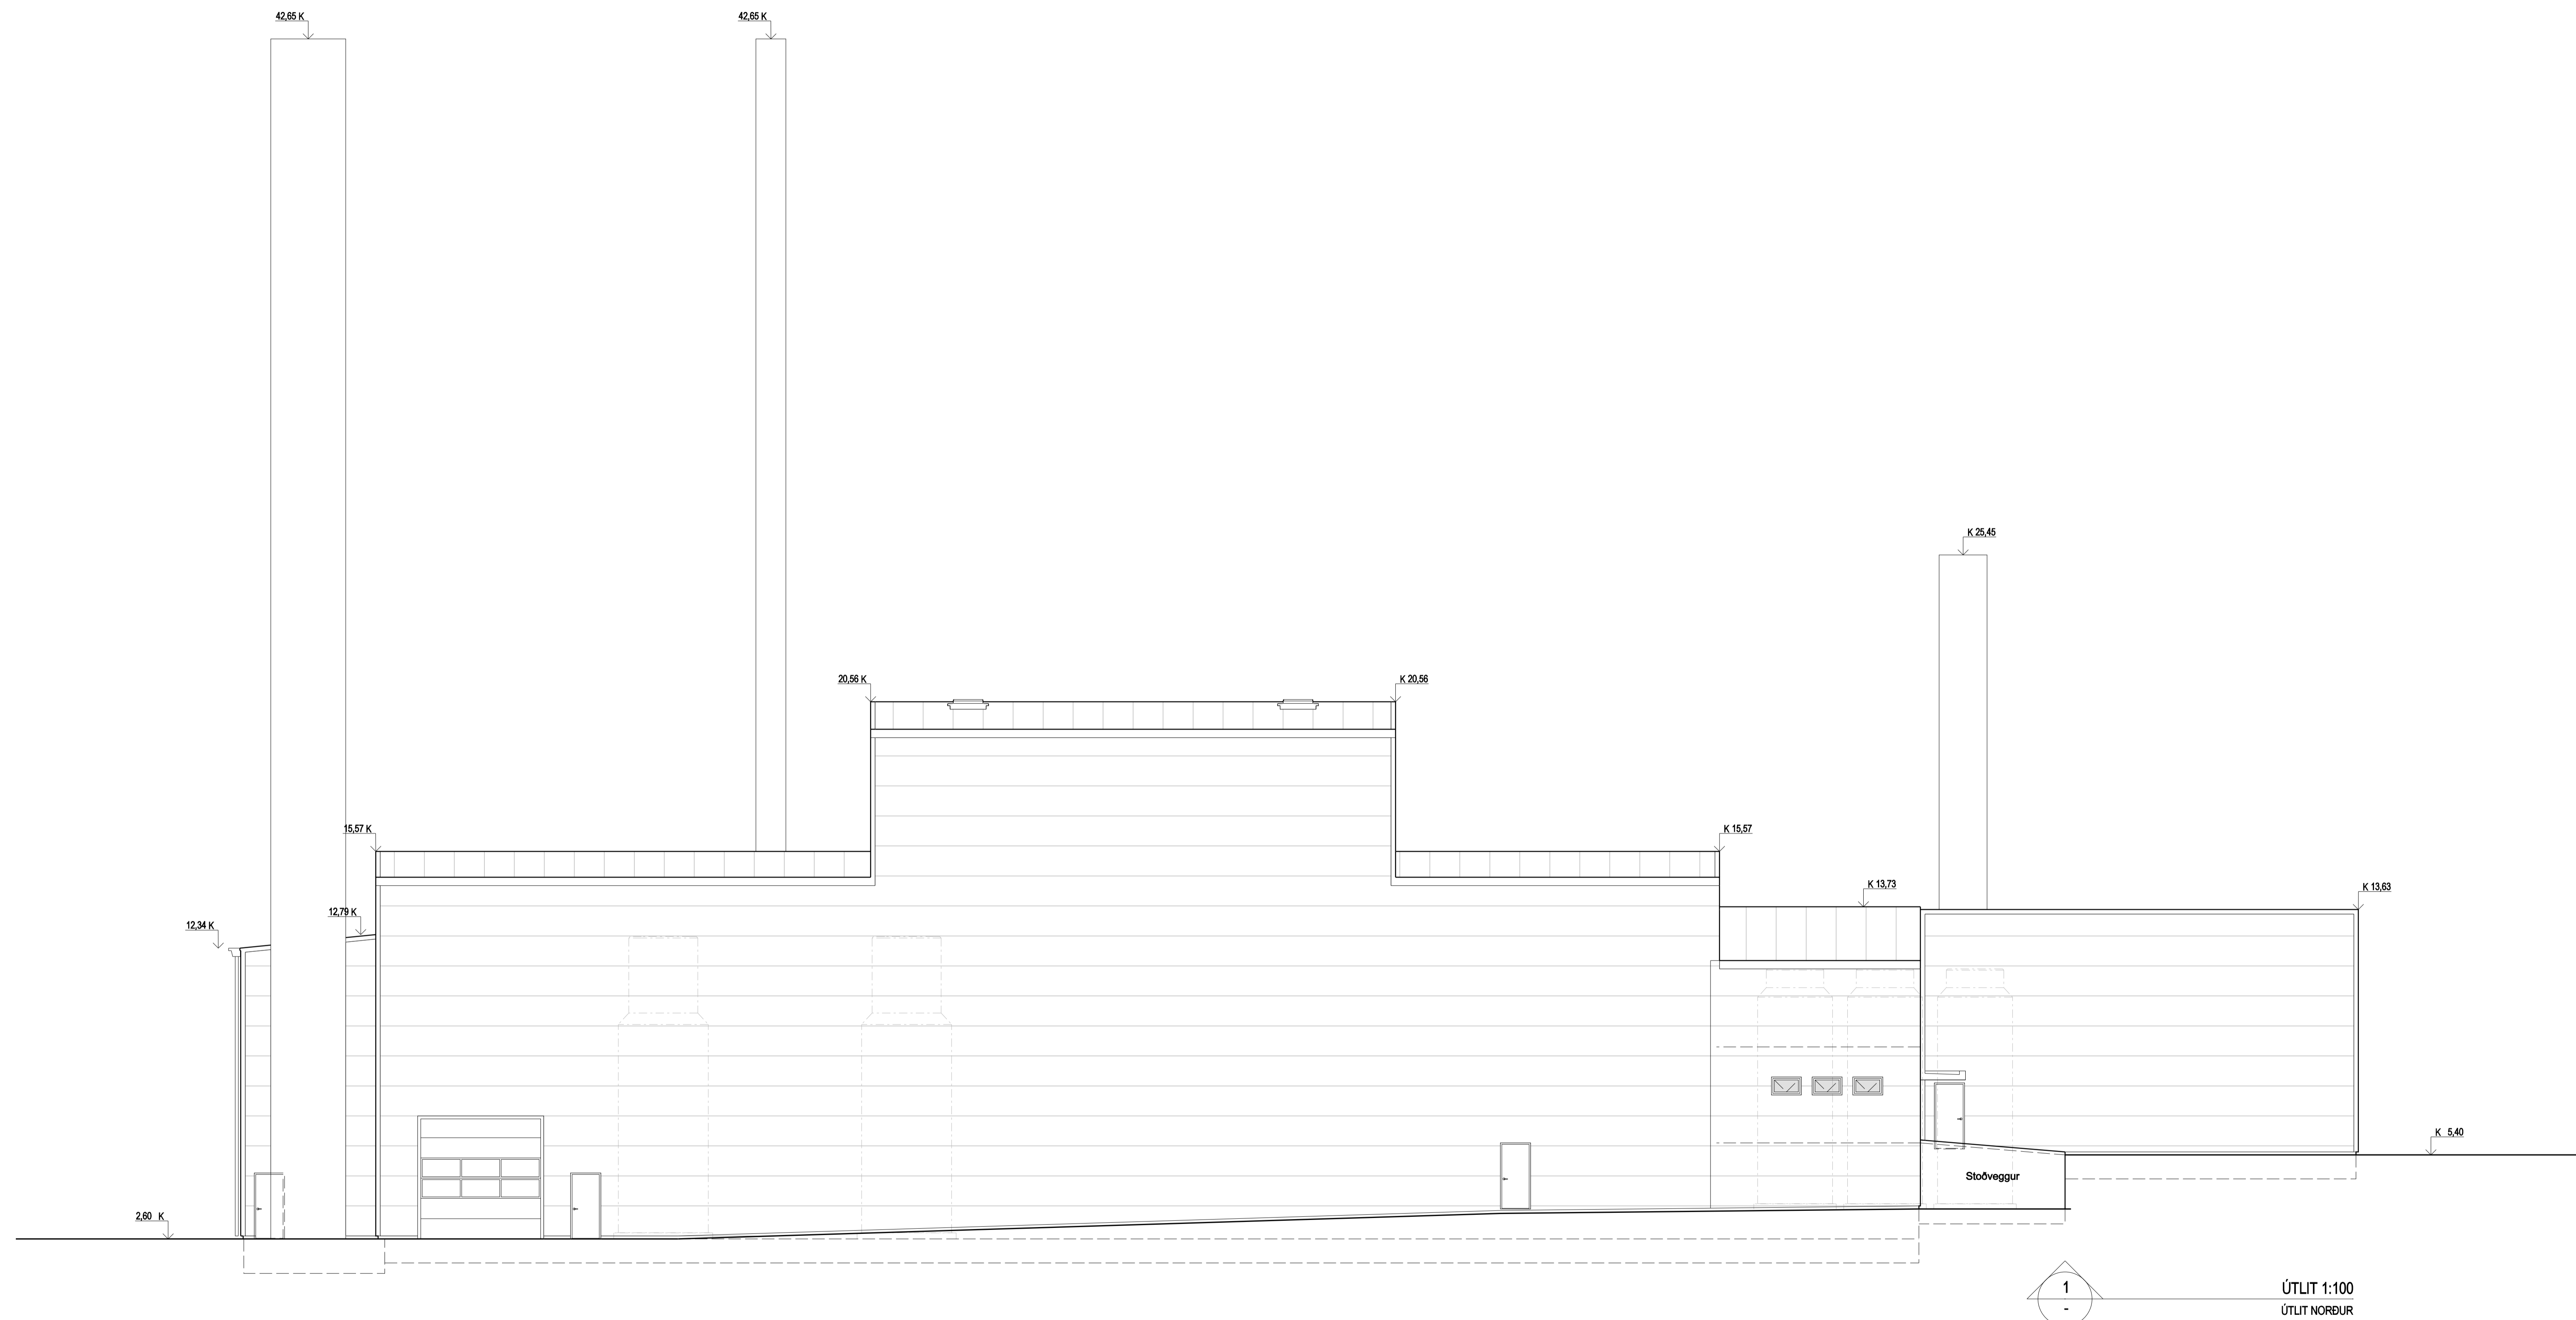 42,65 K
42,65 K
K 25,45
20,56 K
K 20,56
15,57 K
K 15,57
K 13,73
K 13,63
12,79 K
12,34 K
K 5,40
Stoðveggur
2,60 K
1
-
ÚTLIT 1:100
ÚTLIT NORÐUR